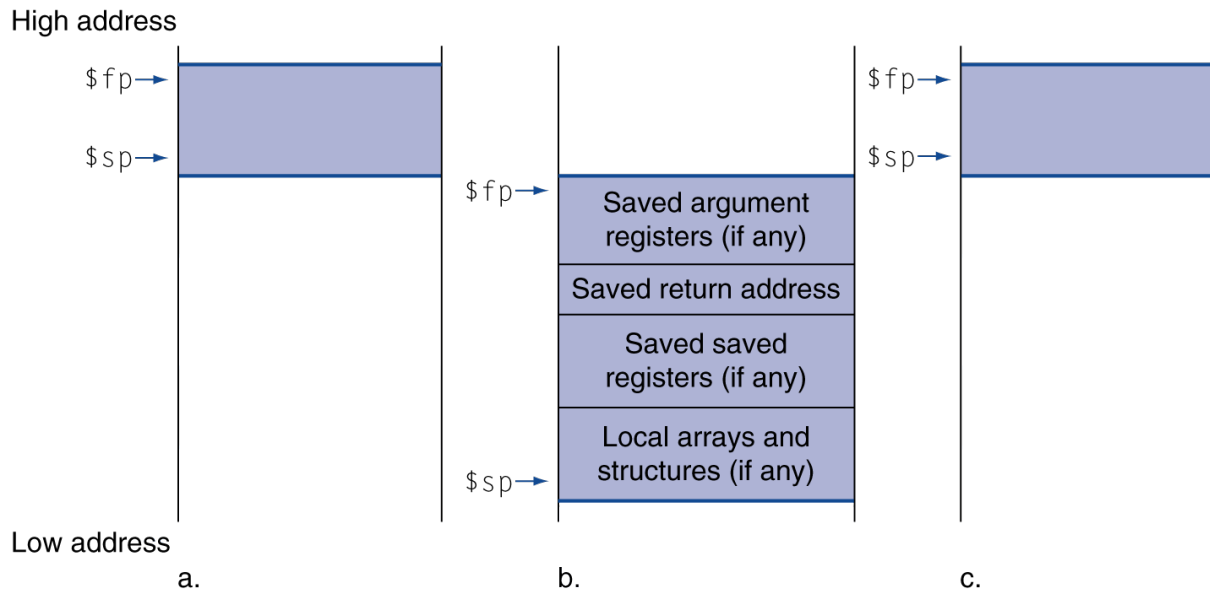 High address
$fp
$sp
$fp
Saved argument
registers (if any)
Saved return address
Saved saved
registers (if any)
Local arrays and
structures (if any)
$sp
$fp
$sp
Low address
a.
b.
c.